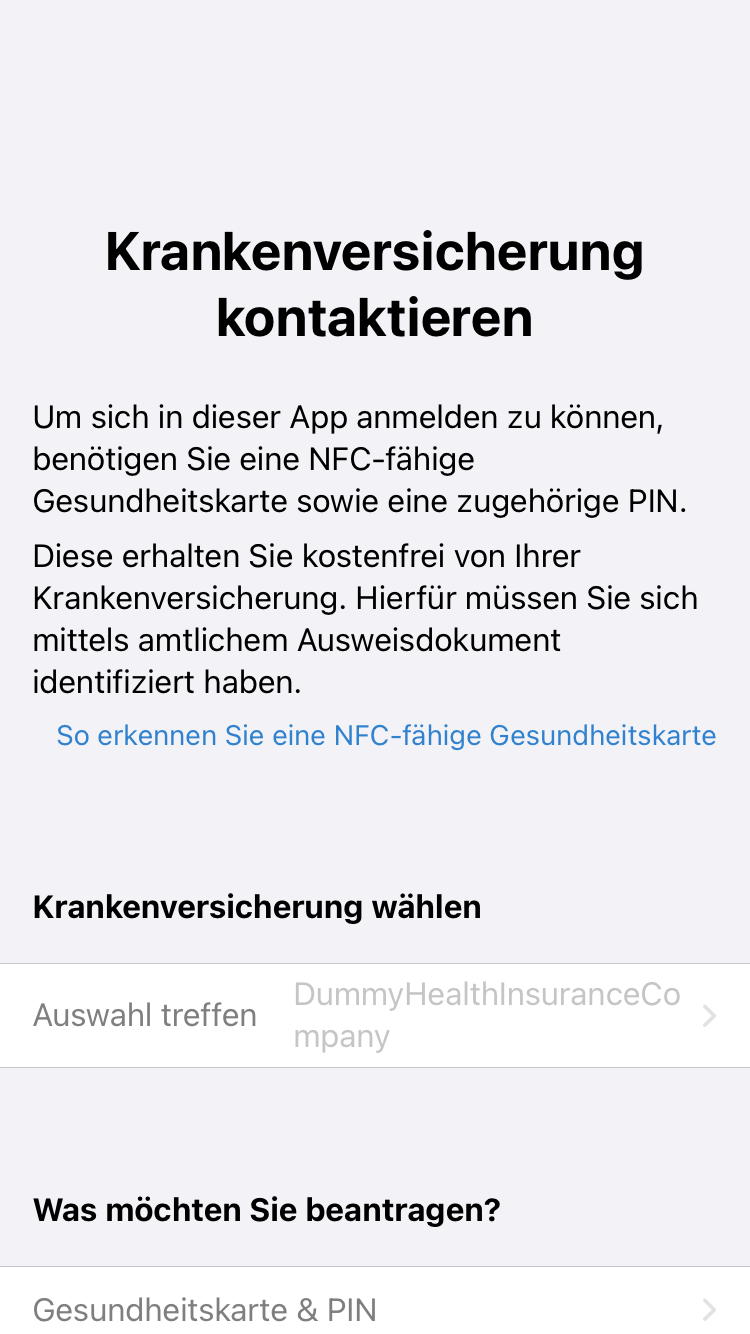 Krankenversicherung
kontaktieren
Um sich in dieser App anmelden zu können,
benötigen Sie eine NFC-fähige
Gesundheitskarte sowie eine zugehörige PIN.
Diese erhalten Sie kostenfrei von Ihrer
Krankenversicherung. Hierfür müssen Sie sich
mittels amtlichem Ausweisdokument
identifiziert haben.
So erkennen Sie eine NFC-fähige Gesundheitskarte
Krankenversicherung wählen
Auswahl treffen
DummyHealthInsuranceCo
mpany
Was möchten Sie beantragen?
Gesundheitskarte & PIN